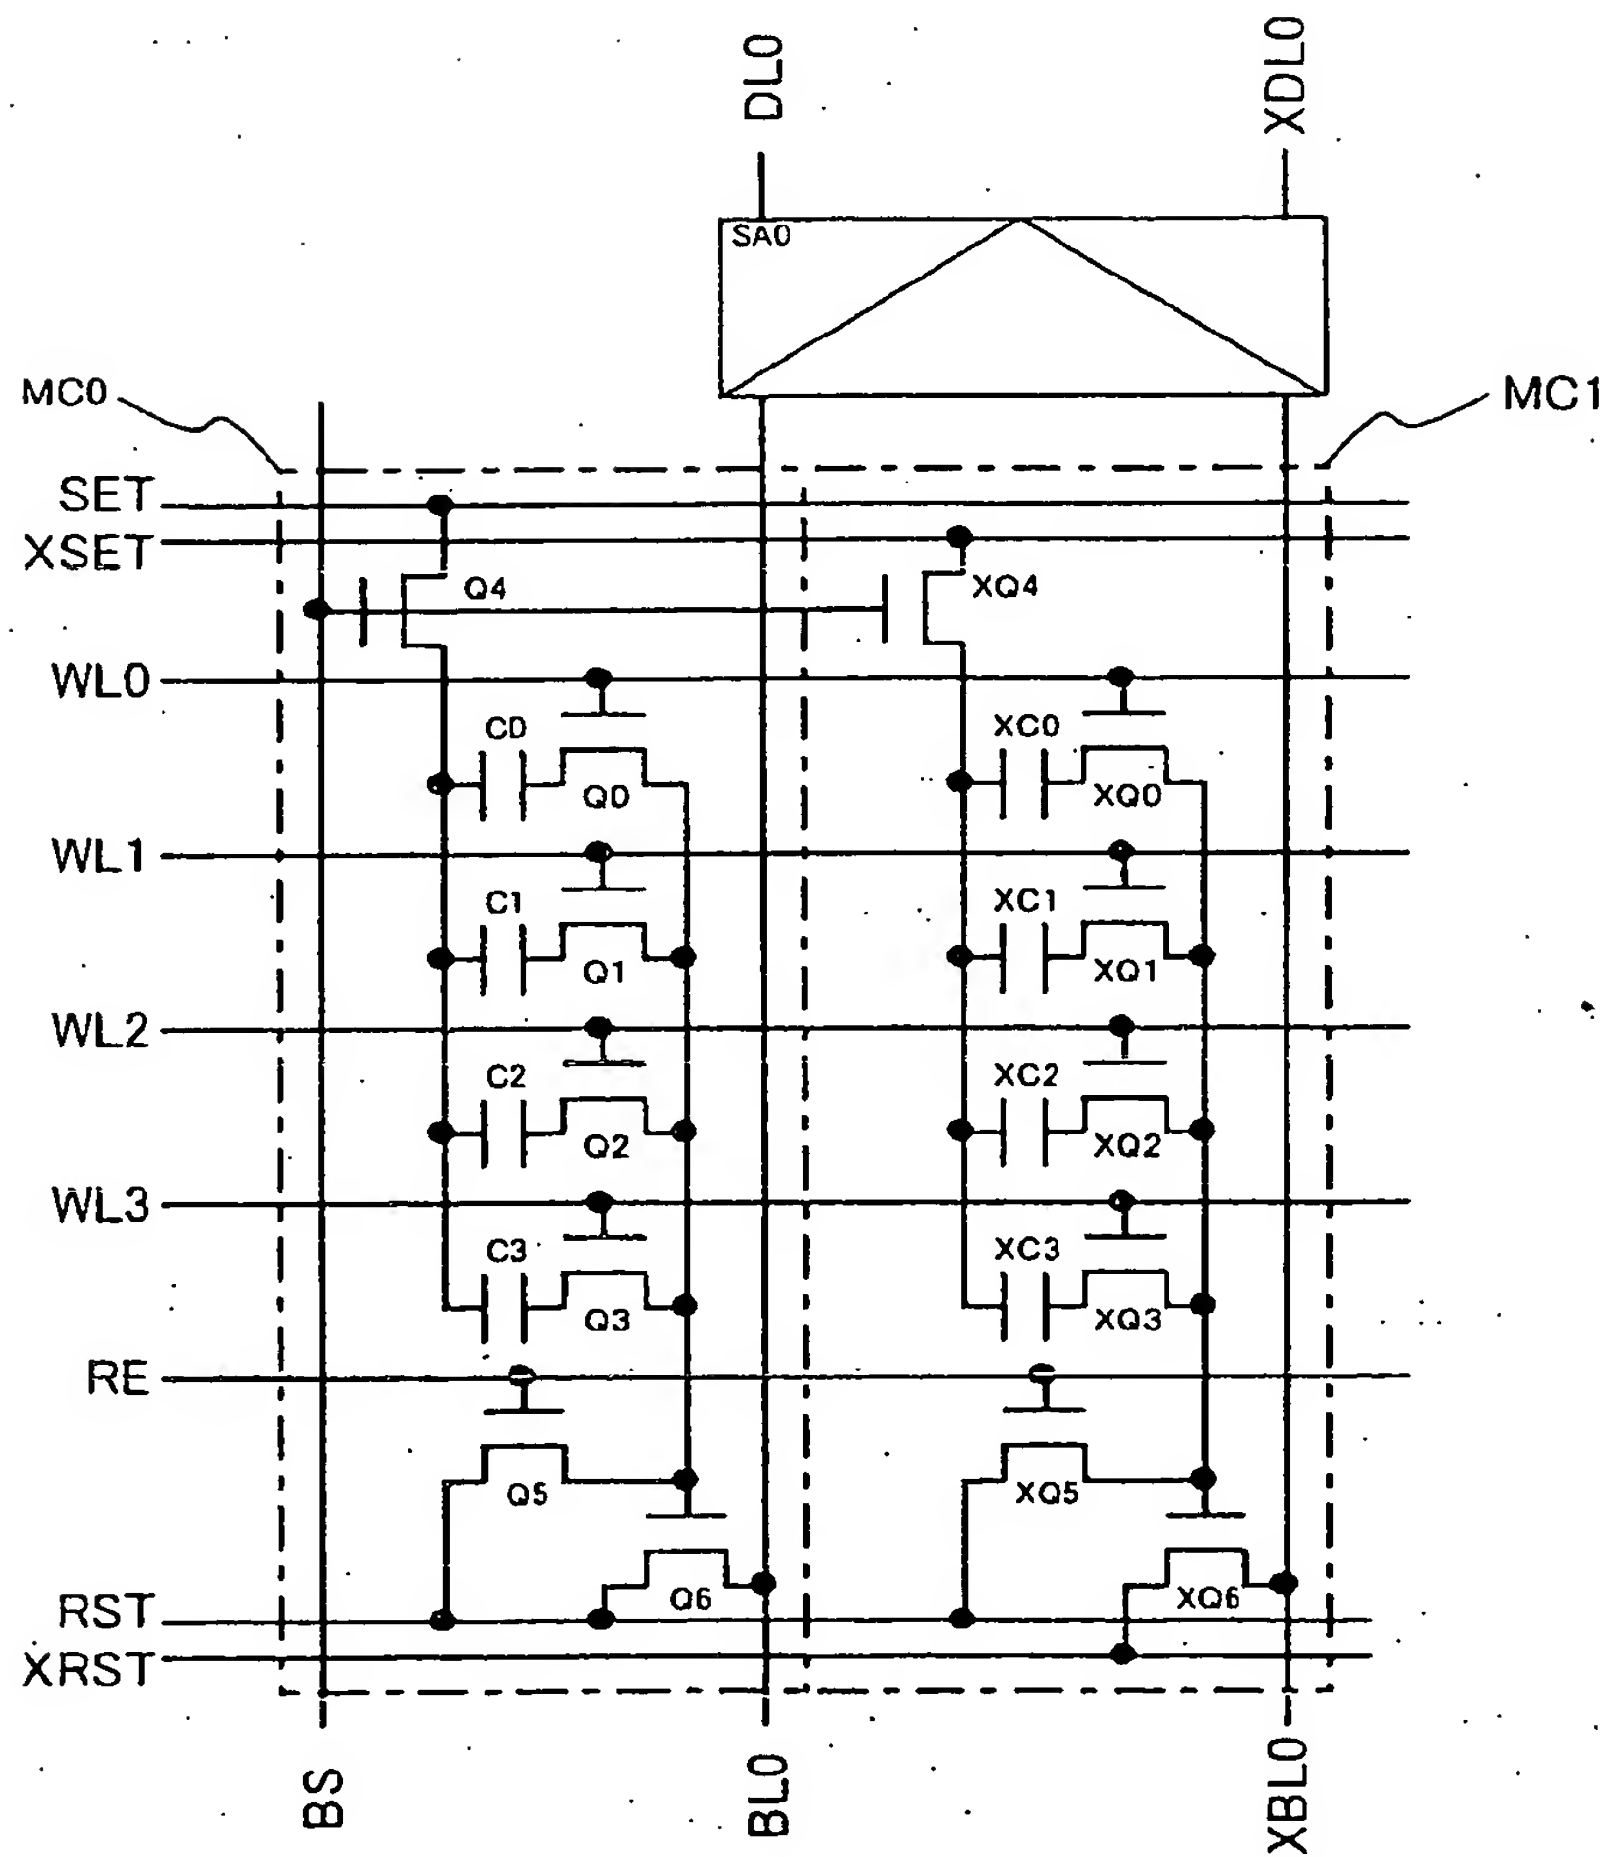 DL0
XDL0
SA0
MC0
MC1
SET
XSET
Q4
XQ4
WL0
C0
XC0
Q0
XQ0
WL1
C1
XC1
Q1
XQ1
WL2
C2
XC2
Q2
XQ2
WL3
C3
XC3
Q3
XQ3
RE
Q5
XQ5
Q6
XQ6
RST
XRST
BS
BL0
XBL0